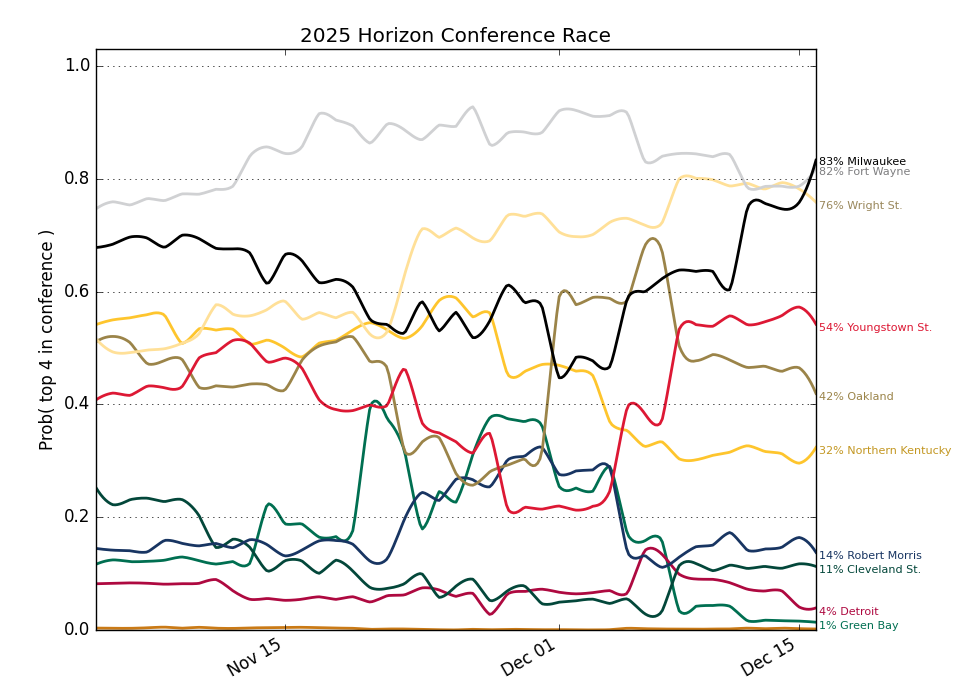 2025 Horizon Conference Race
Prob( top 4 in conference )
1.0
0.8
0.6
0.4
0.2
0.0
Nov 15
Dec 01
Dec 15
83% Milwaukee
82% Fort Wayne
76% Wright St.
54% Youngstown St.
42% Oakland
32% Northern Kentucky
14% Robert Morris
11% Cleveland St.
4% Detroit
1% Green Bay